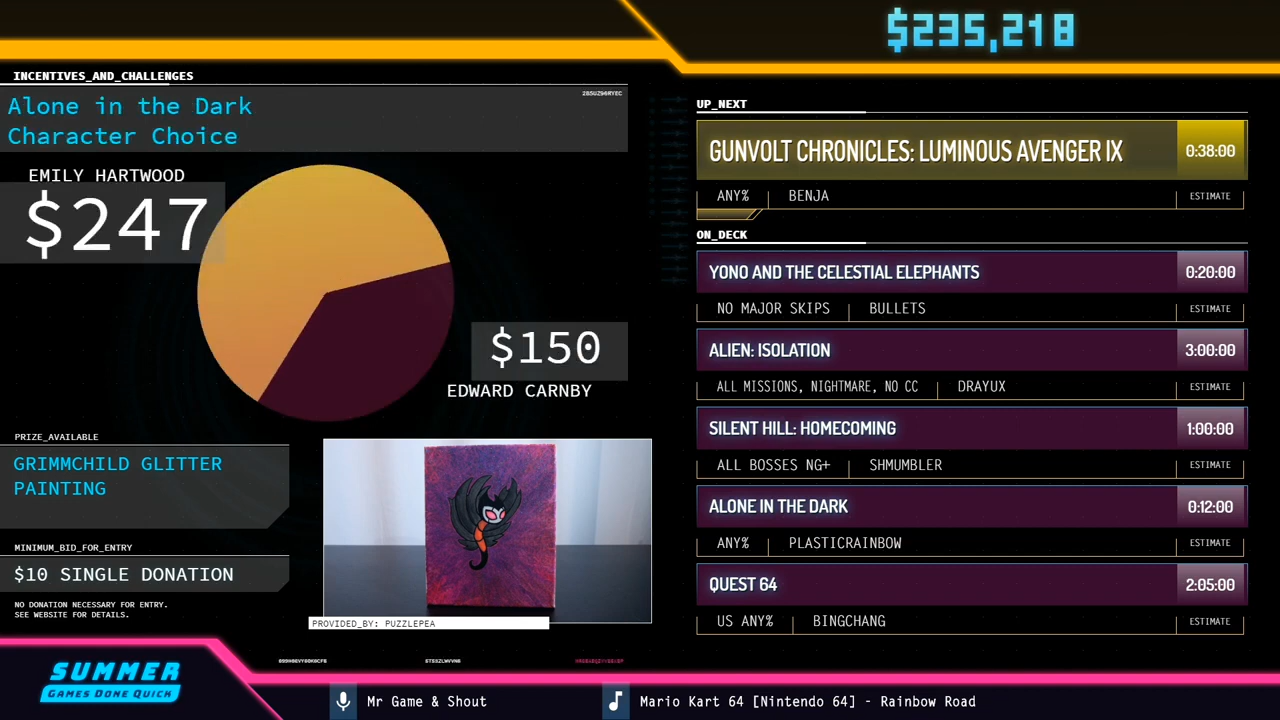 $235,218
INCENTIVES_AND_CHALLENGES
Alone in the Dark
Character Choice
EMILY HARTWOOD
$247
$150
EDWARD CARNBY
PRIZE_AVAILABLE
GRIMMCHILD GLITTER
PAINTING
MINIMUM_BID_FOR_ENTRY
$10 SINGLE DONATION
NO DONATION NECESSARY FOR ENTRY.
SEE WEBSITE FOR DETAILS.
PROVIDED_BY: PUZZLEPEA
UP_NEXT
GUNVOLT CHRONICLES: LUMINOUS AVENGER IX
0:38:00
ANY% BENJA ESTIMATE
ON_DECK
YONO AND THE CELESTIAL ELEPHANTS 0:20:00
NO MAJOR SKIPS BULLETS ESTIMATE
ALIEN: ISOLATION 3:00:00
ALL MISSIONS, NIGHTMARE, NO CC DRAYUX ESTIMATE
SILENT HILL: HOMECOMING 1:00:00
ALL BOSSES NG+ SHMUMBLER ESTIMATE
ALONE IN THE DARK 0:12:00
ANY% PLASTICRAINBOW ESTIMATE
QUEST 64 2:05:00
US ANY% BINGCHANG ESTIMATE
SUMMER
GAMES DONE QUICK
Mr Game & Shout
Mario Kart 64 [Nintendo 64] - Rainbow Road